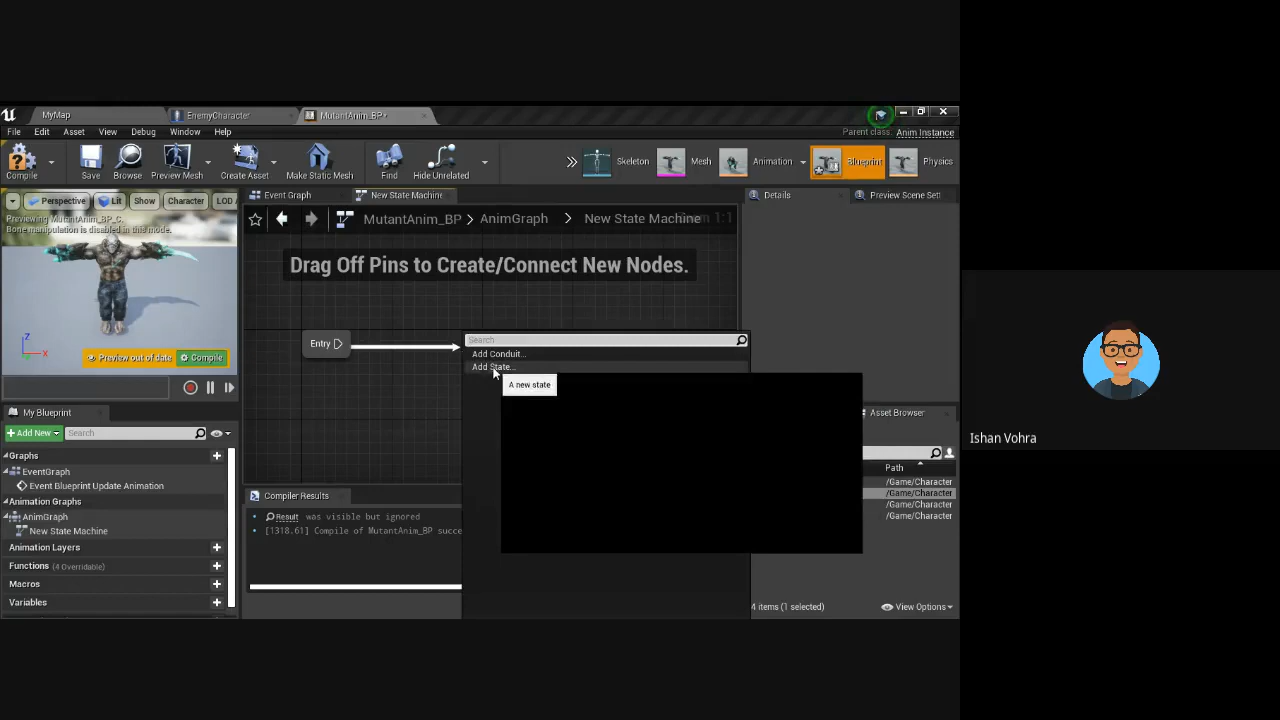 MyMap
EnemyCharacter
MutantAnim_BP*
File Edit Asset View Debug Window Help
Parent class: Anim Instance
Compile
Save
Browse
Preview Mesh
Create Asset
Make Static Mesh
Find
Hide Unrelated
Skeleton
Mesh
Animation
Blueprint
Physics
Perspective
Lit
Show
Character
LOD
Previewing MutantAnim_BP_C.
Bone manipulation is disabled in this mode.
Z
X
Preview out of date
Compile
Event Graph
New State Machine
MutantAnim_BP > AnimGraph > New State Machine
Zoom 1:1
Drag Off Pins to Create/Connect New Nodes.
Entry
Search
Add Conduit...
Add State...
A new state
Details
Preview Scene Sett
My Blueprint
+Add New
Search
Graphs
EventGraph
Event Blueprint Update Animation
Animation Graphs
AnimGraph
New State Machine
Animation Layers
Functions (4 Overridable)
Macros
Variables
Compiler Results
Result was visible but ignored
[1318.61] Compile of MutantAnim_BP succe
Asset Browser
Path
/Game/Character
/Game/Character
/Game/Character
/Game/Character
4 items (1 selected)
View Options
Ishan Vohra